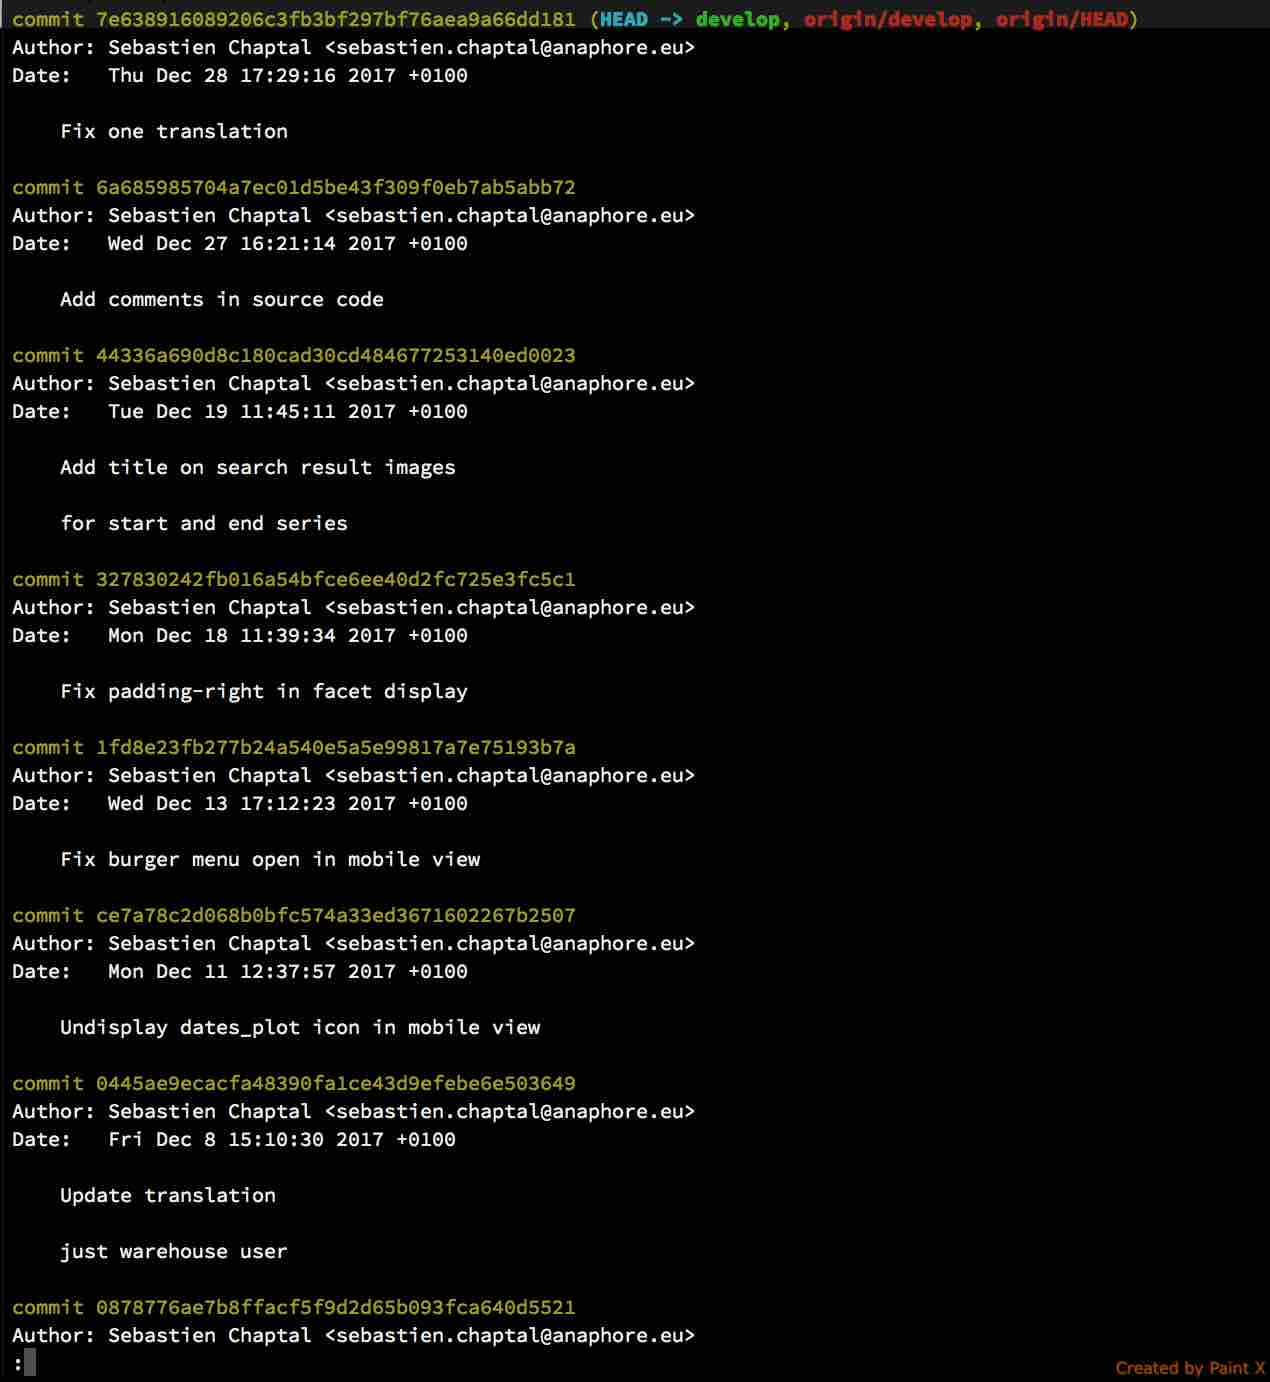 commit 7e638916089206c3fb3bf297bf76aea9a66dd181 (HEAD -> develop, origin/develop, origin/HEAD)
Author: Sebastien Chaptal <sebastien.chaptal@anaphore.eu>
Date:   Thu Dec 28 17:29:16 2017 +0100
Fix one translation
commit 6a685985704a7ec01d5be43f309f0eb7ab5abb72
Author: Sebastien Chaptal <sebastien.chaptal@anaphore.eu>
Date:   Wed Dec 27 16:21:14 2017 +0100
Add comments in source code
commit 44336a690d8c180cad30cd484677253140ed0023
Author: Sebastien Chaptal <sebastien.chaptal@anaphore.eu>
Date:   Tue Dec 19 11:45:11 2017 +0100
Add title on search result images
for start and end series
commit 327830242fb016a54bfce6ee40d2fc725e3fc5c1
Author: Sebastien Chaptal <sebastien.chaptal@anaphore.eu>
Date:   Mon Dec 18 11:39:34 2017 +0100
Fix padding-right in facet display
commit 1fd8e23fb277b24a540e5a5e99817a7e75193b7a
Author: Sebastien Chaptal <sebastien.chaptal@anaphore.eu>
Date:   Wed Dec 13 17:12:23 2017 +0100
Fix burger menu open in mobile view
commit ce7a78c2d068b0bfc574a33ed3671602267b2507
Author: Sebastien Chaptal <sebastien.chaptal@anaphore.eu>
Date:   Mon Dec 11 12:37:57 2017 +0100
Undisplay dates_plot icon in mobile view
commit 0445ae9ecacfa48390fa1ce43d9efebe6e503649
Author: Sebastien Chaptal <sebastien.chaptal@anaphore.eu>
Date:   Fri Dec 8 15:10:30 2017 +0100
Update translation
just warehouse user
commit 0878776ae7b8ffacf5f9d2d65b093fca640d5521
Author: Sebastien Chaptal <sebastien.chaptal@anaphore.eu>
:
Created by Paint X